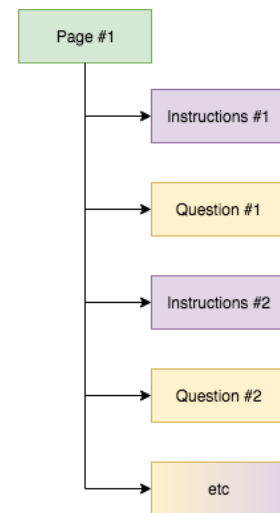 Page #1
Instructions #1
Question #1
Instructions #2
Question #2
etc